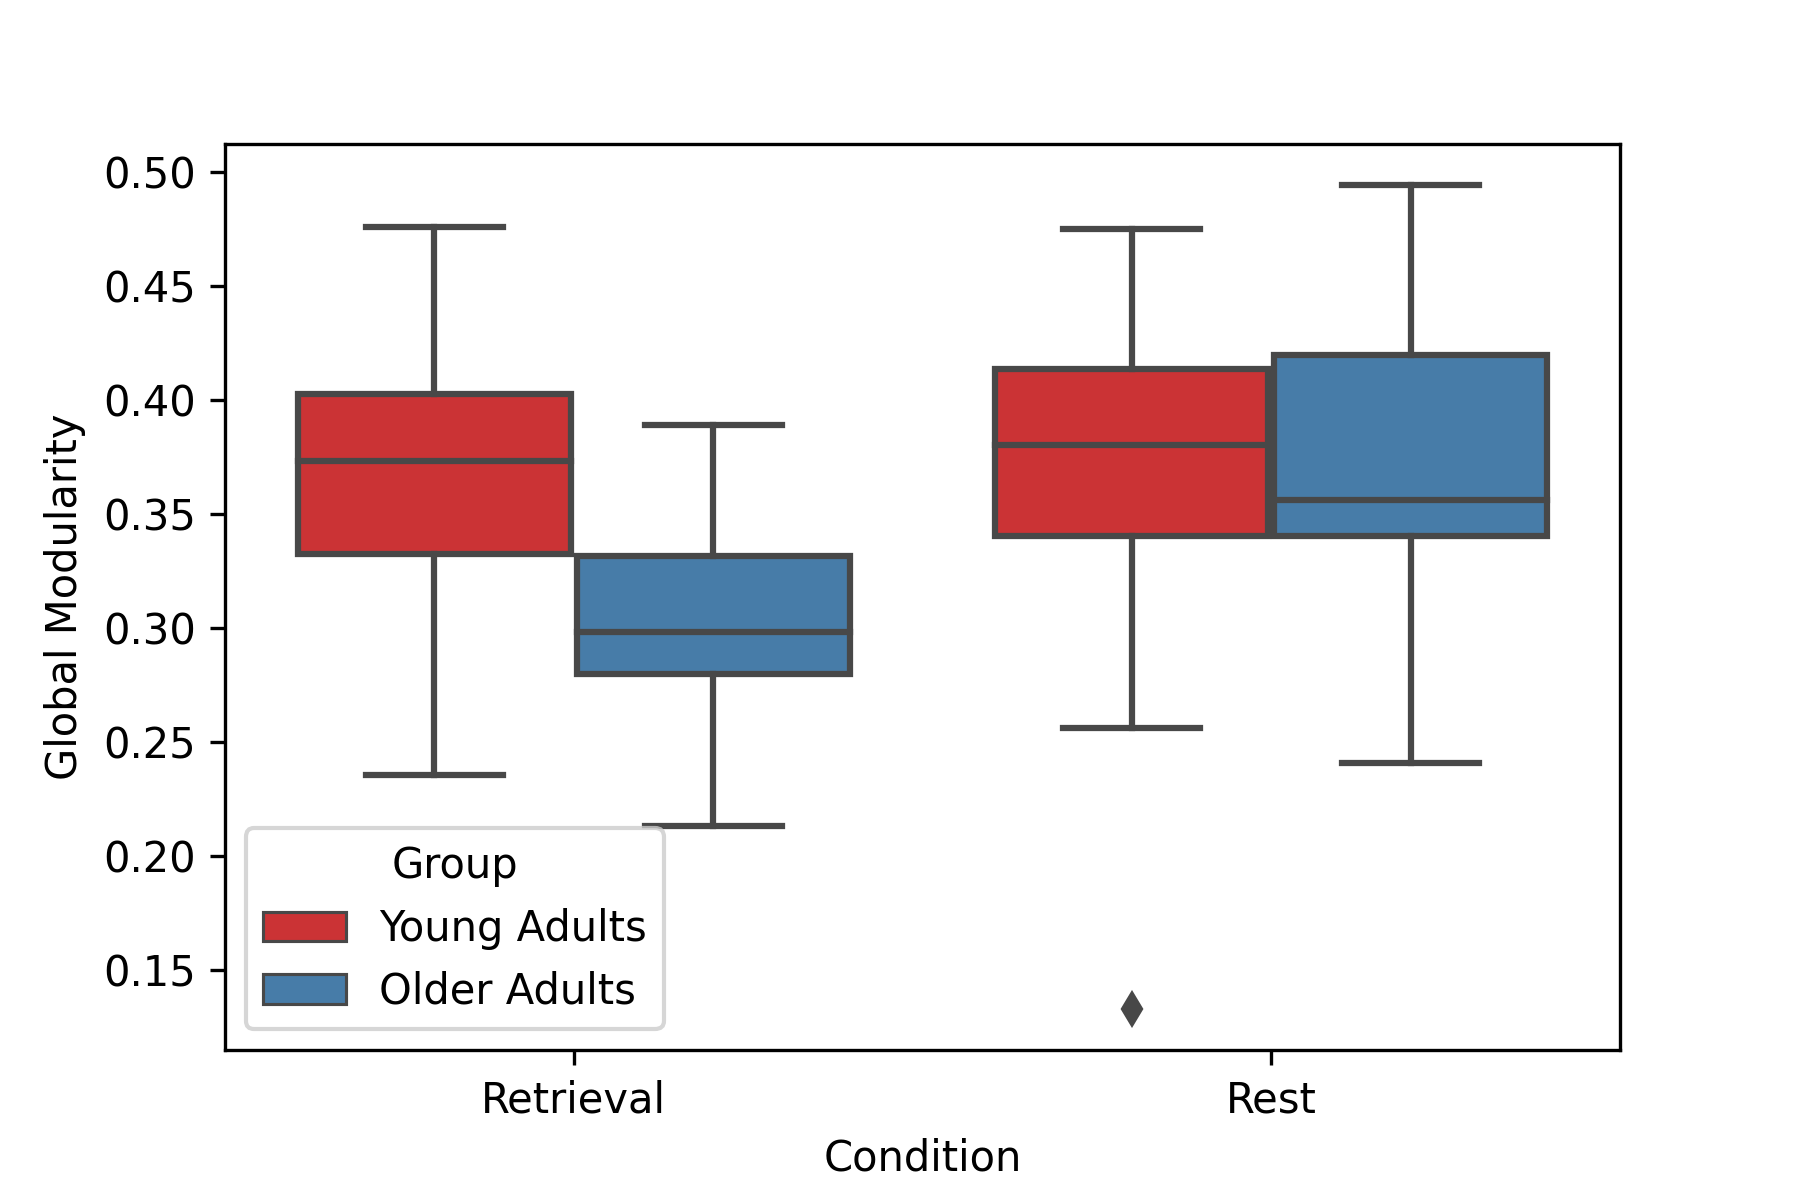 0.50
0.45
0.40
0.35
0.30
0.25
0.20
0.15
Global Modularity
Group
Young Adults
Older Adults
Retrieval
Rest
Condition